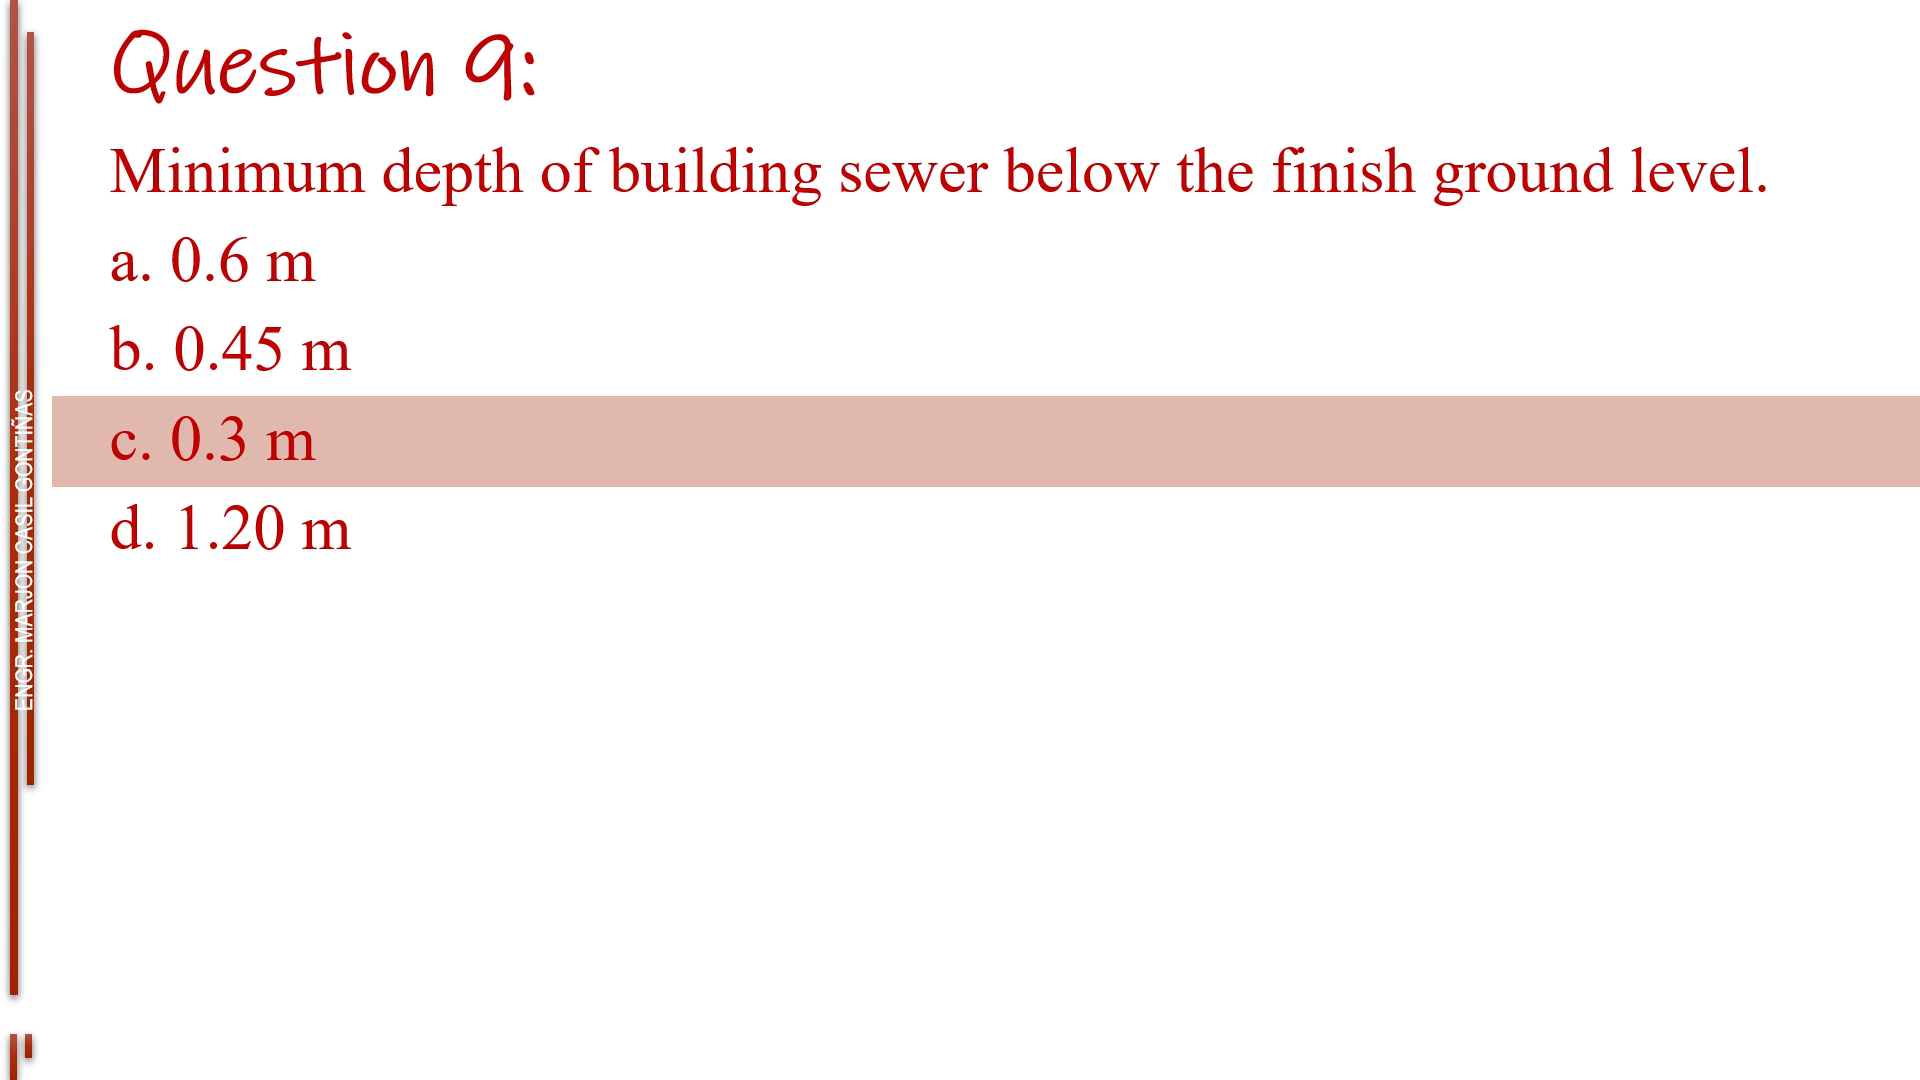 Question 9:
Minimum depth of building sewer below the finish ground level.
a. 0.6 m
b. 0.45 m
c. 0.3 m
d. 1.20 m
ENGR. MARJON CASIL GONTIÑAS